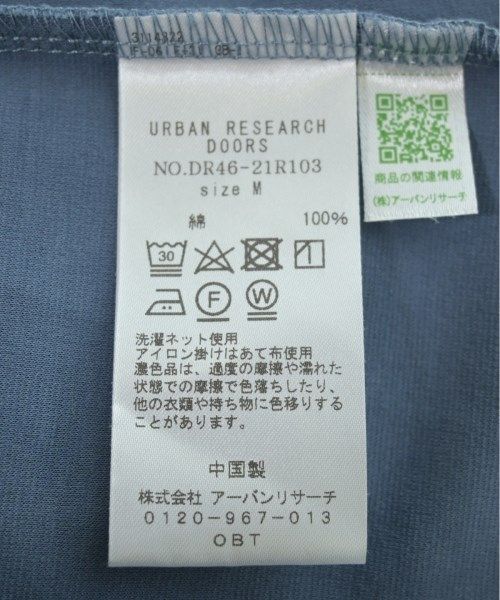 3114822
URBAN RESEARCH
DOORS
NO.DR46-21R103
size M
綿 100%
30
F W
洗濯ネット使用
アイロン掛けはあて布使用
濃色品は、過度の摩擦や濡れた
状態での摩擦で色落ちしたり、
他の衣類や持ち物に色移りする
ことがあります。
中国製
株式会社 アーバンリサーチ
0120-967-013
OBT
商品の関連情報
(株)アーバンリサーチ